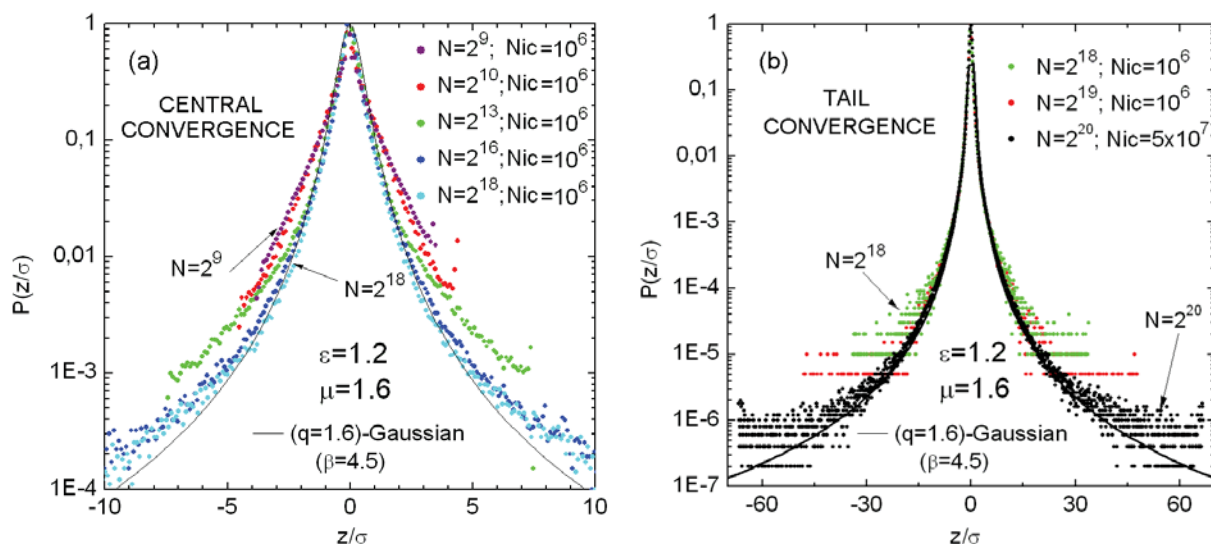 (a)
CENTRAL
CONVERGENCE
N=2^9; Nic=10^6
N=2^10; Nic=10^6
N=2^13; Nic=10^6
N=2^16; Nic=10^6
N=2^18; Nic=10^6
N=2^9
N=2^18
ε=1.2
μ=1.6
(q=1.6)-Gaussian
(β=4.5)
P(z/σ)
1
0,1
0,01
1E-3
1E-4
-10
-5
0
5
10
z/σ
(b)
TAIL
CONVERGENCE
N=2^18; Nic=10^6
N=2^19; Nic=10^6
N=2^20; Nic=5x10^7
N=2^18
N=2^20
ε=1.2
μ=1.6
(q=1.6)-Gaussian
(β=4.5)
P(z/σ)
1
0,1
0,01
1E-3
1E-4
1E-5
1E-6
1E-7
-60
-30
0
30
60
z/σ